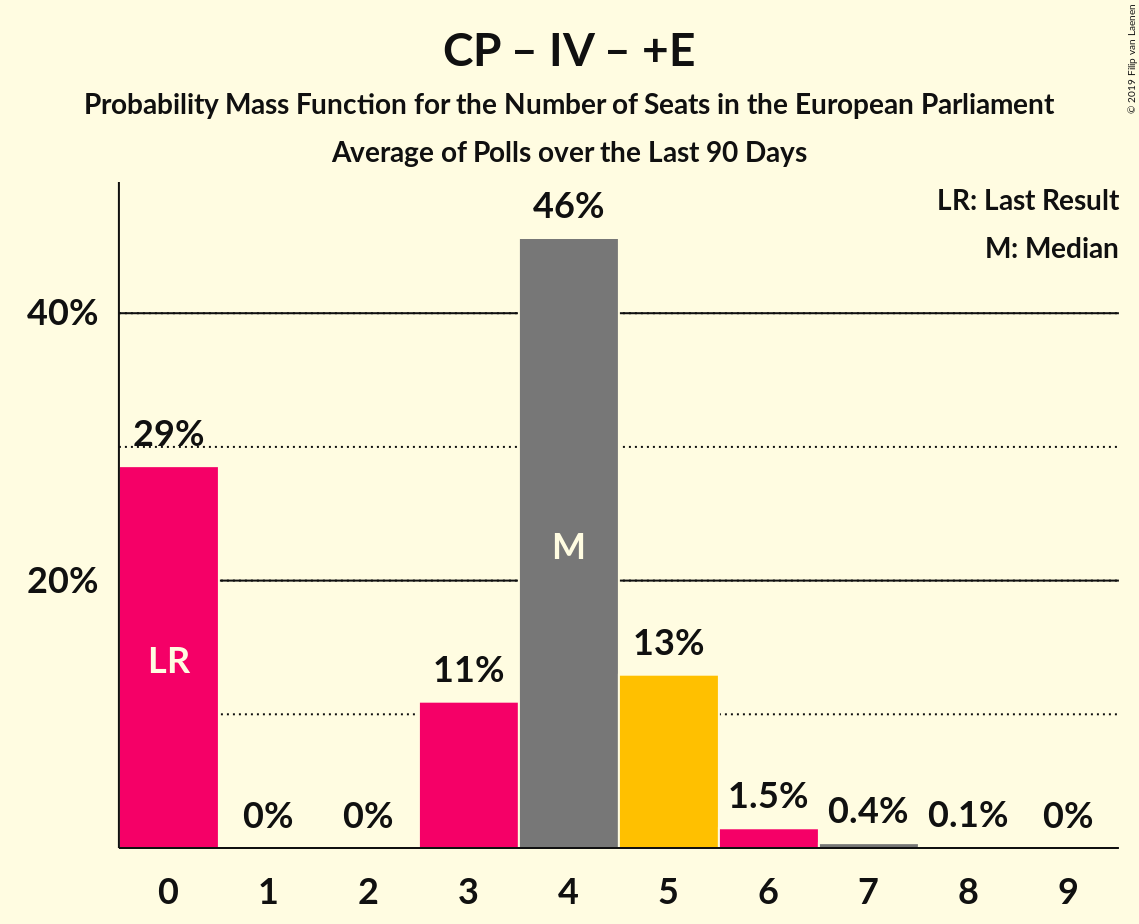 CP – IV – +E
Probability Mass Function for the Number of Seats in the European Parliament
Average of Polls over the Last 90 Days
© 2019 Filip van Laenen
LR: Last Result
M: Median
46%
40%
29%
M
20%
13%
LR
11%
1.5%
0.4%
0.1%
0%
0%
0%
0 1 2 3 4 5 6 7 8 9